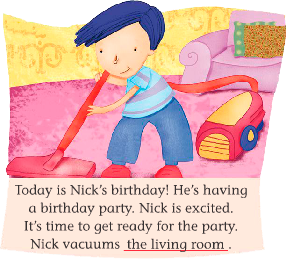 Today is Nick's birthday! He's having
a birthday party. Nick is excited.
It's time to get ready for the party.
Nick vacuums the living room.